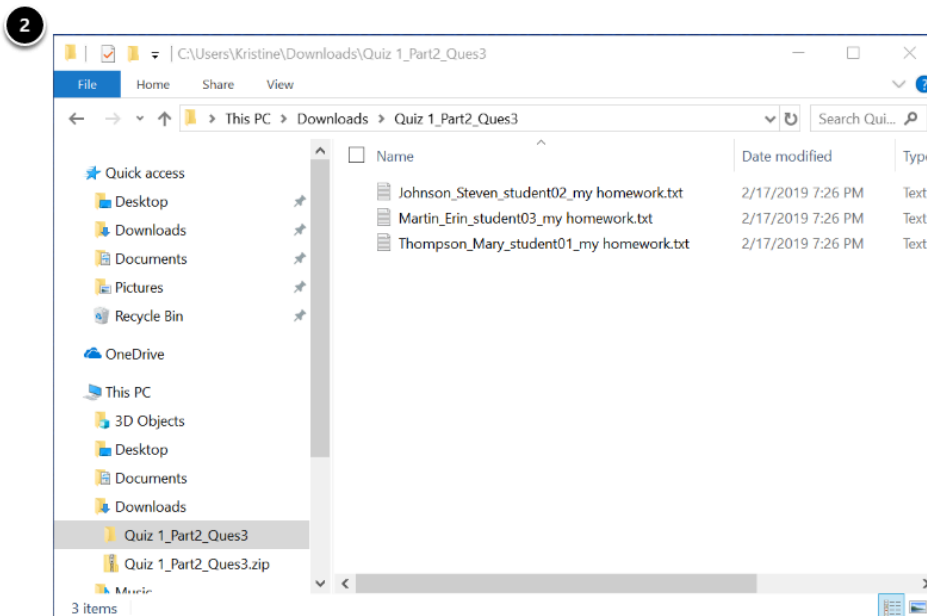 2
C:\Users\Kristine\Downloads\Quiz 1_Part2_Ques3
File Home Share View
This PC > Downloads > Quiz 1_Part2_Ques3 Search Qui...
Name Date modified Type
Quick access
Desktop
Downloads
Documents
Pictures
Recycle Bin
OneDrive
This PC
3D Objects
Desktop
Documents
Downloads
Quiz 1_Part2_Ques3
Quiz 1_Part2_Ques3.zip
Music
Johnson_Steven_student02_my homework.txt 2/17/2019 7:26 PM Text
Martin_Erin_student03_my homework.txt 2/17/2019 7:26 PM Text
Thompson_Mary_student01_my homework.txt 2/17/2019 7:26 PM Text
3 items